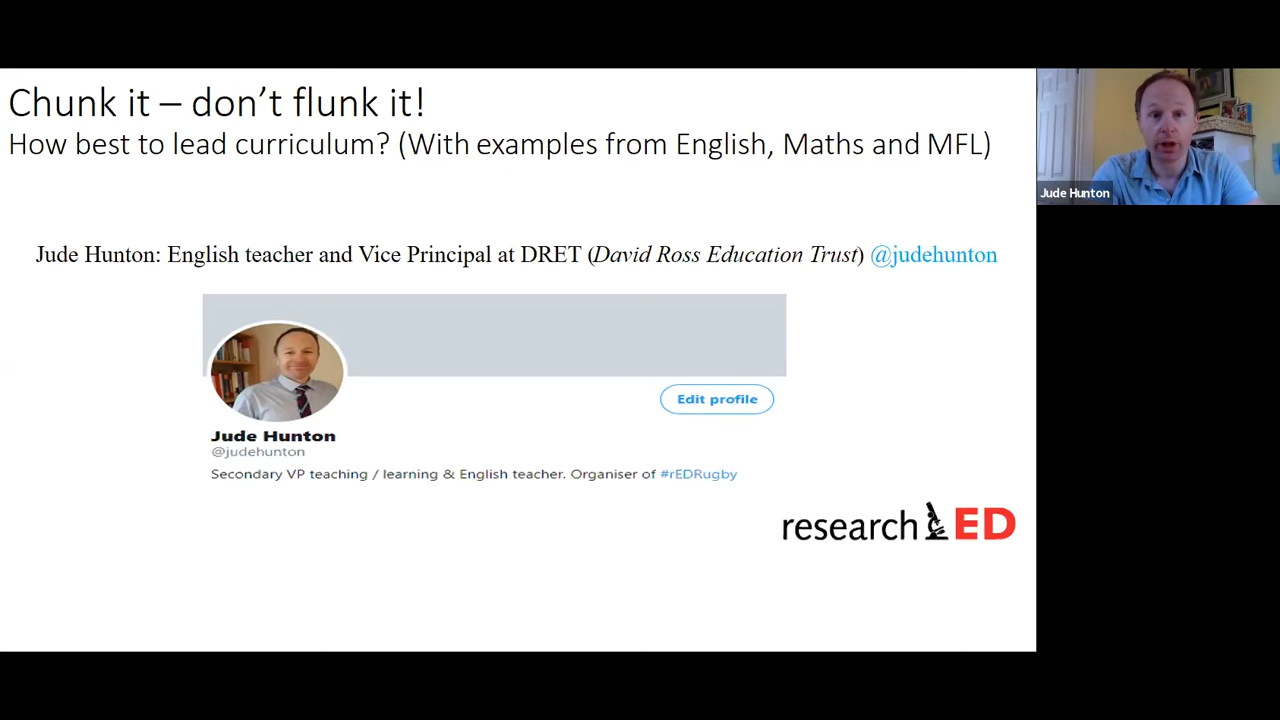 Chunk it – don't flunk it!
How best to lead curriculum? (With examples from English, Maths and MFL)
Jude Hunton: English teacher and Vice Principal at DRET (David Ross Education Trust) @judehunton
Edit profile
Jude Hunton
@judehunton
Secondary VP teaching / learning & English teacher. Organiser of #rEDRugby
researchED
Jude Hunton